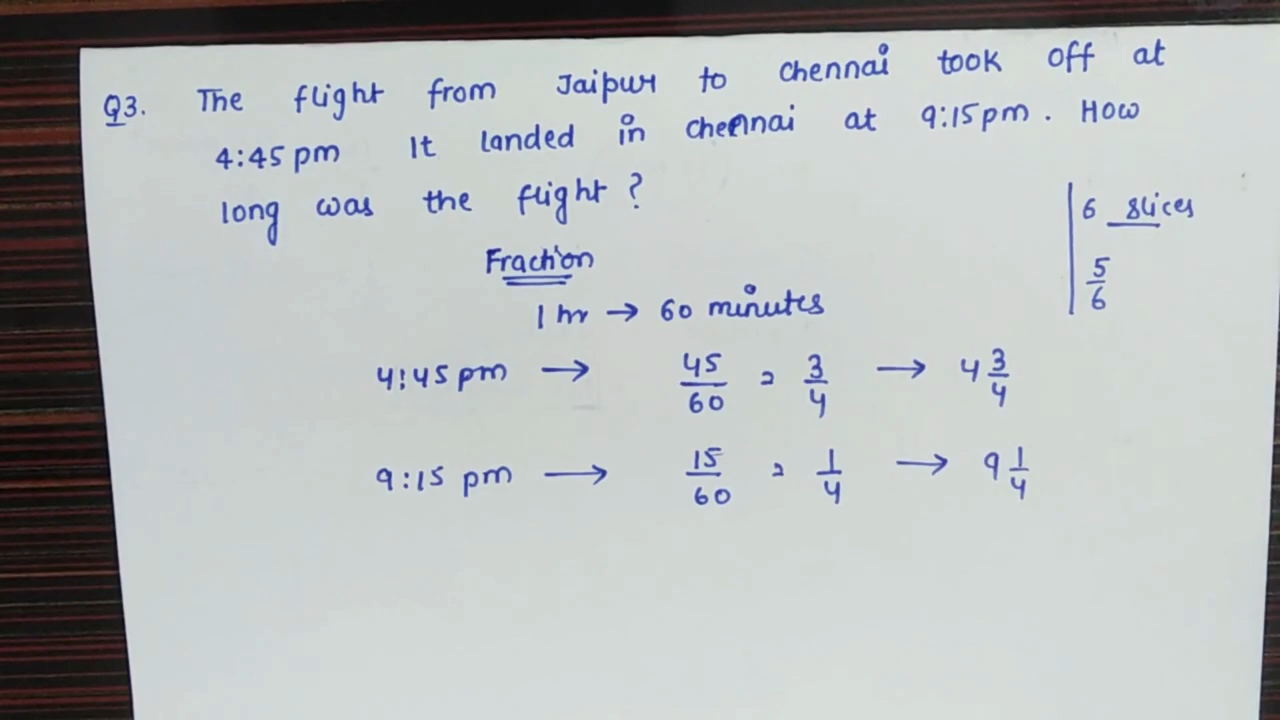 Q3. The flight from Jaipur to chennai took off at
4:45 pm It landed in chennai at 9:15 pm. How
long was the flight?
6 slices
5/6
Fraction
1 hr → 60 minutes
4:45 pm → 45/60 = 3/4 → 4 3/4
9:15 pm → 15/60 = 1/4 → 9 1/4